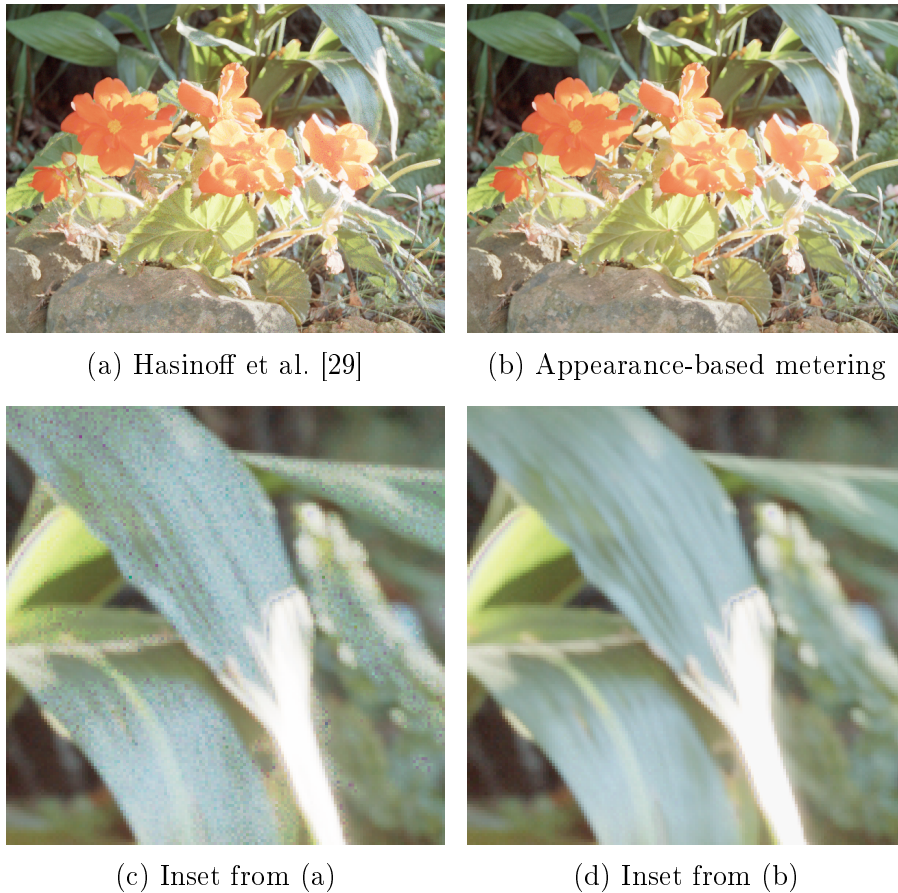 (a) Hasinoff et al. [29]
(b) Appearance-based metering
(c) Inset from (a)
(d) Inset from (b)